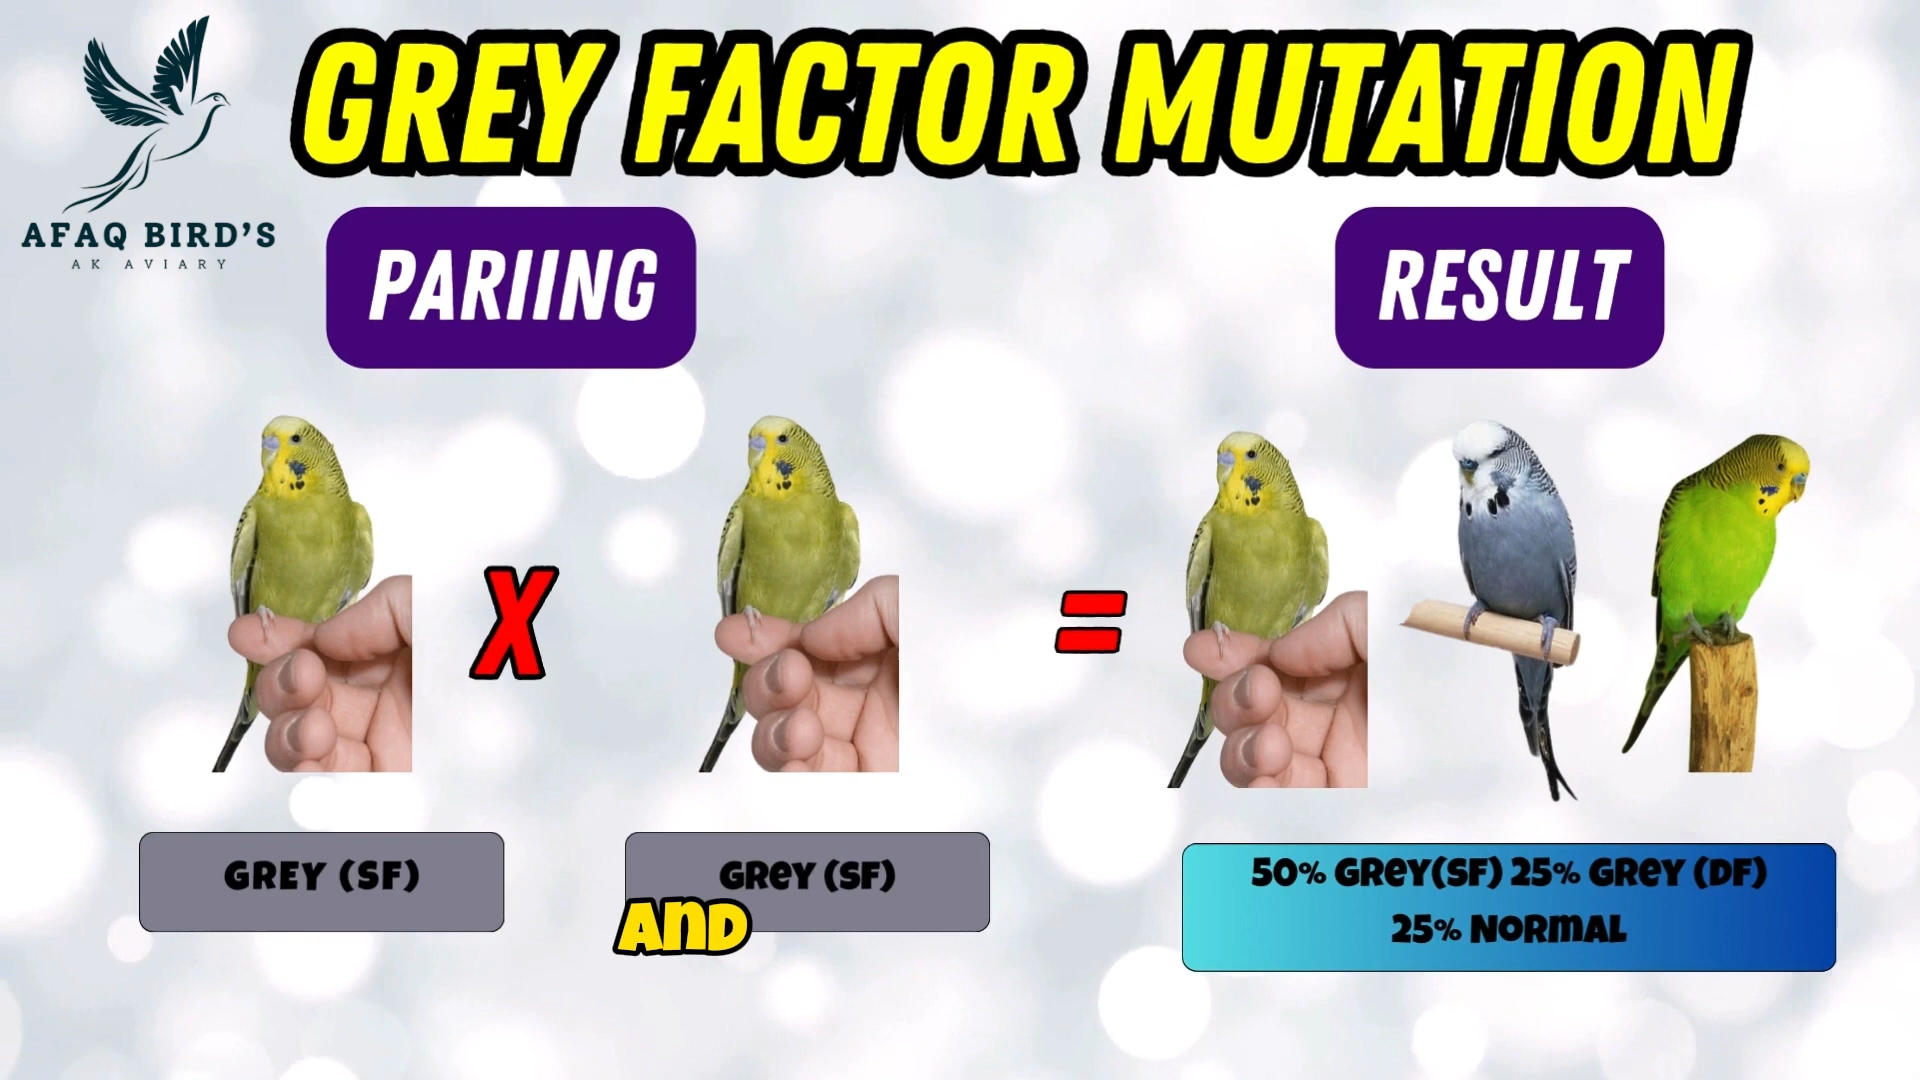 GREY FACTOR MUTATION
AFAQ BIRD'S
AK AVIARY
PARIING
RESULT
X
=
GREY (SF)
GREY (SF)
AND
50% GREY(SF) 25% GREY (DF)
25% NORMAL